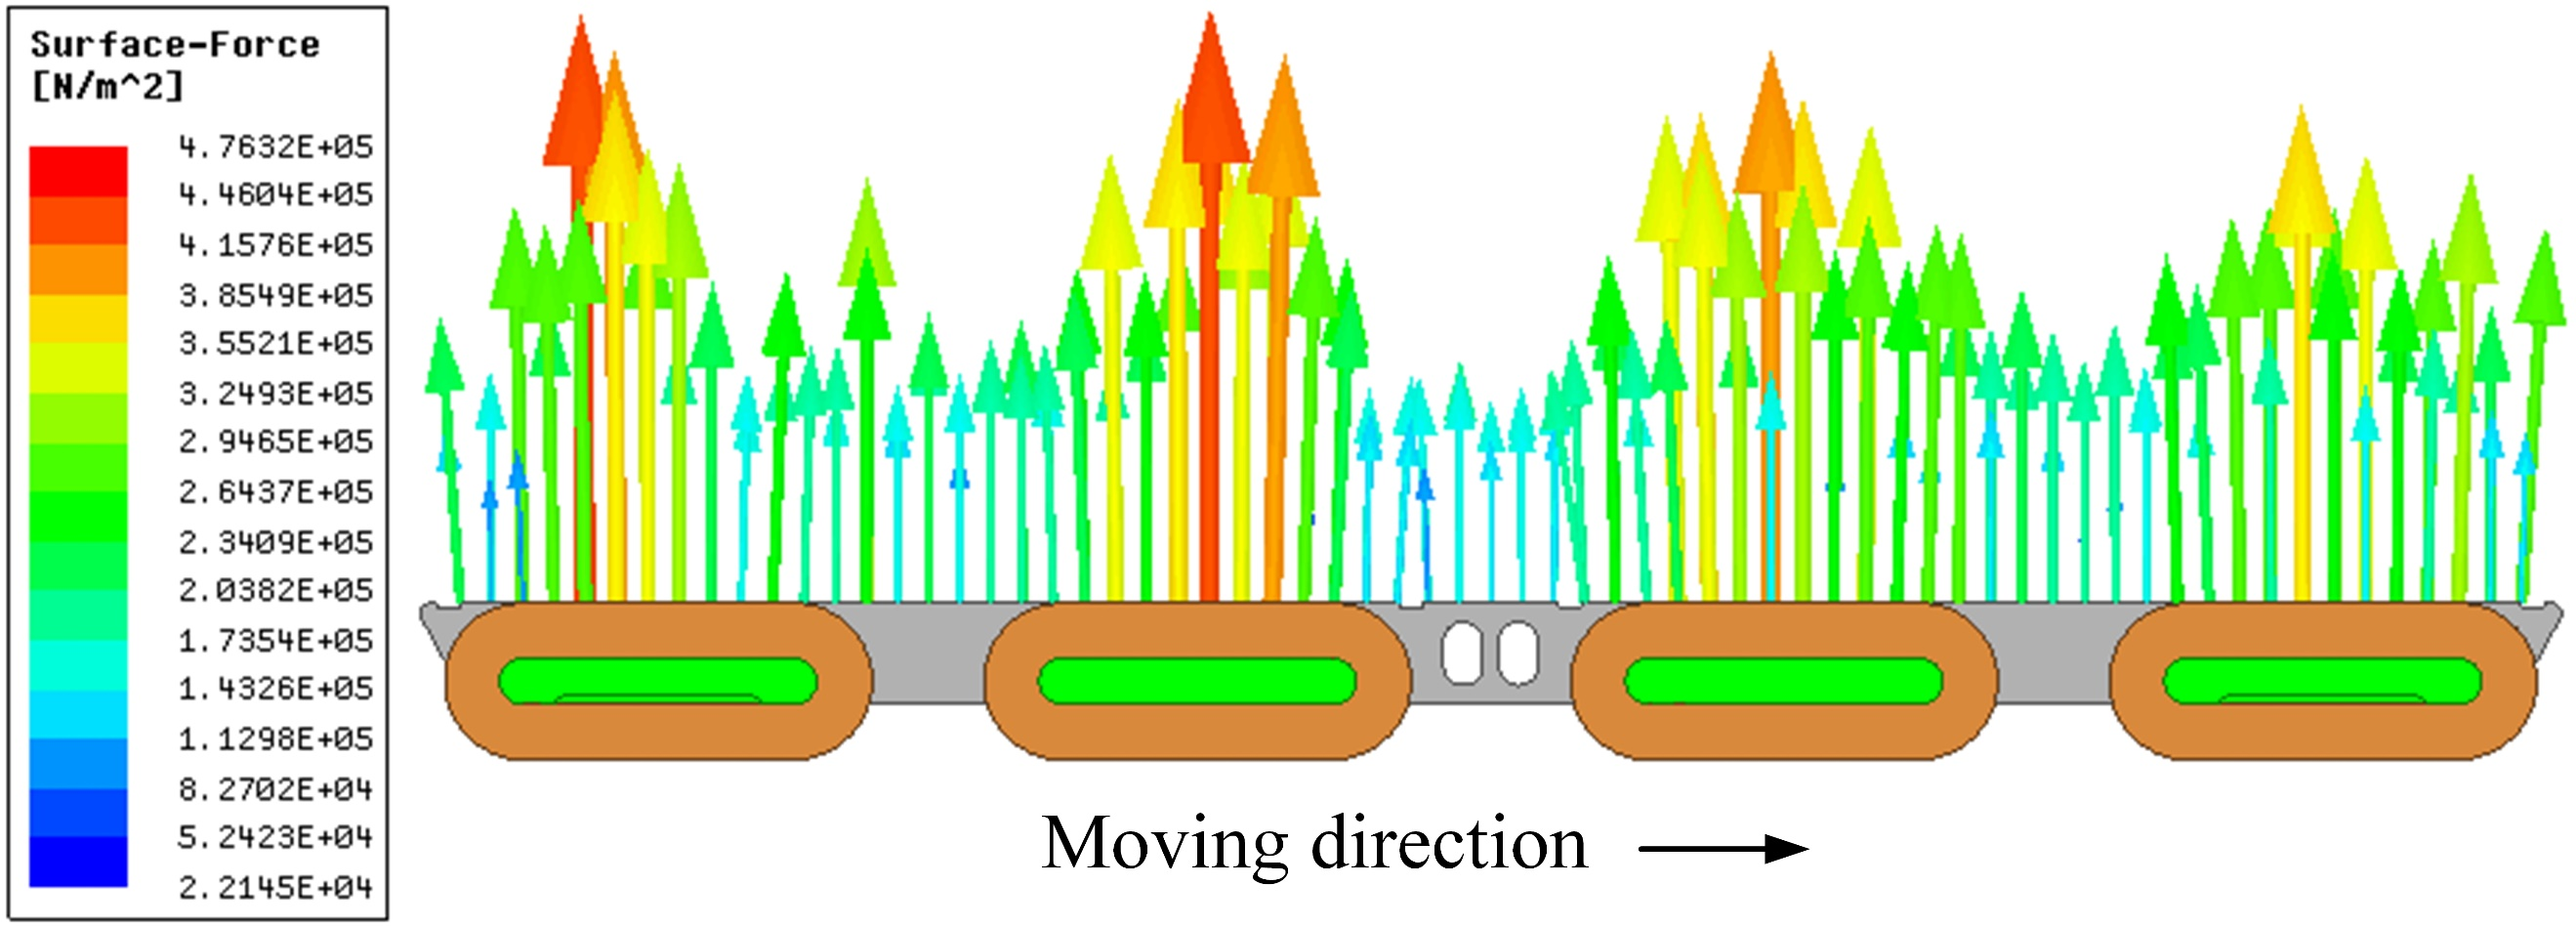 Surface-Force
[N/m^2]
4.7632E+05
4.4604E+05
4.1576E+05
3.8549E+05
3.5521E+05
3.2493E+05
2.9465E+05
2.6437E+05
2.3409E+05
2.0382E+05
1.7354E+05
1.4326E+05
1.1298E+05
8.2702E+04
5.2423E+04
2.2145E+04
Moving direction